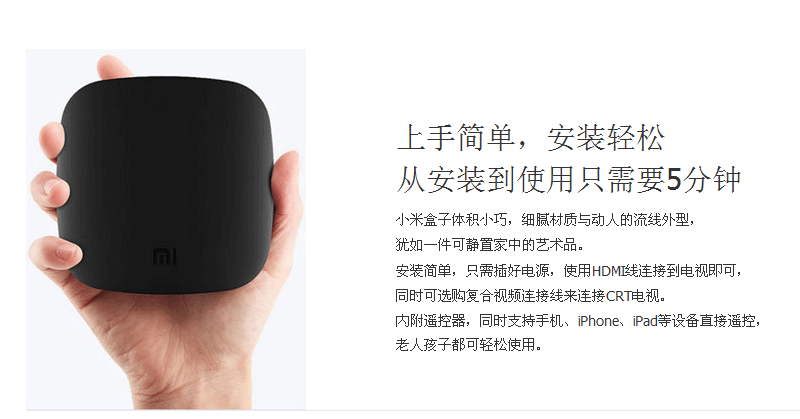 上手简单，安装轻松
从安装到使用只需要5分钟
小米盒子体积小巧，细腻材质与动人的流线外型，
犹如一件可静置家中的艺术品。
安装简单，只需插好电源，使用HDMI线连接到电视即可，
同时可选购复合视频连接线来连接CRT电视。
内附遥控器，同时支持手机、iPhone、iPad等设备直接遥控，
老人孩子都可轻松使用。
MI